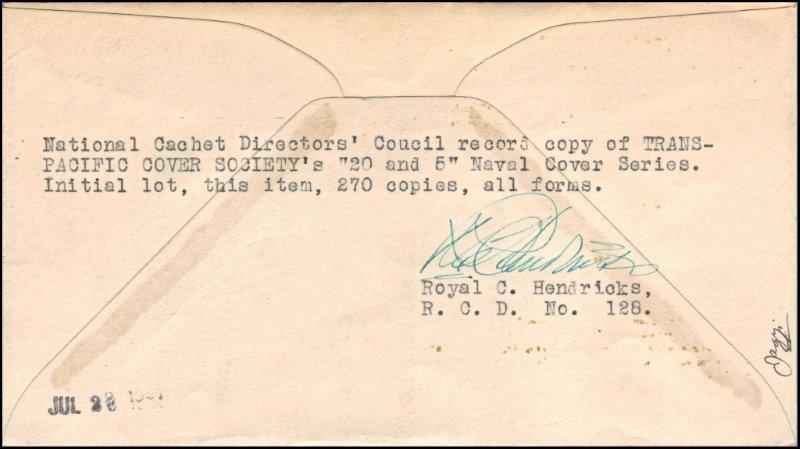 National Cachet Directors' Coucil record copy of TRANS-
PACIFIC COVER SOCIETY's "20 and 5" Naval Cover Series.
Initial lot, this item, 270 copies, all forms.
Royal C. Hendricks,
R. C. D. No. 128.
JUL